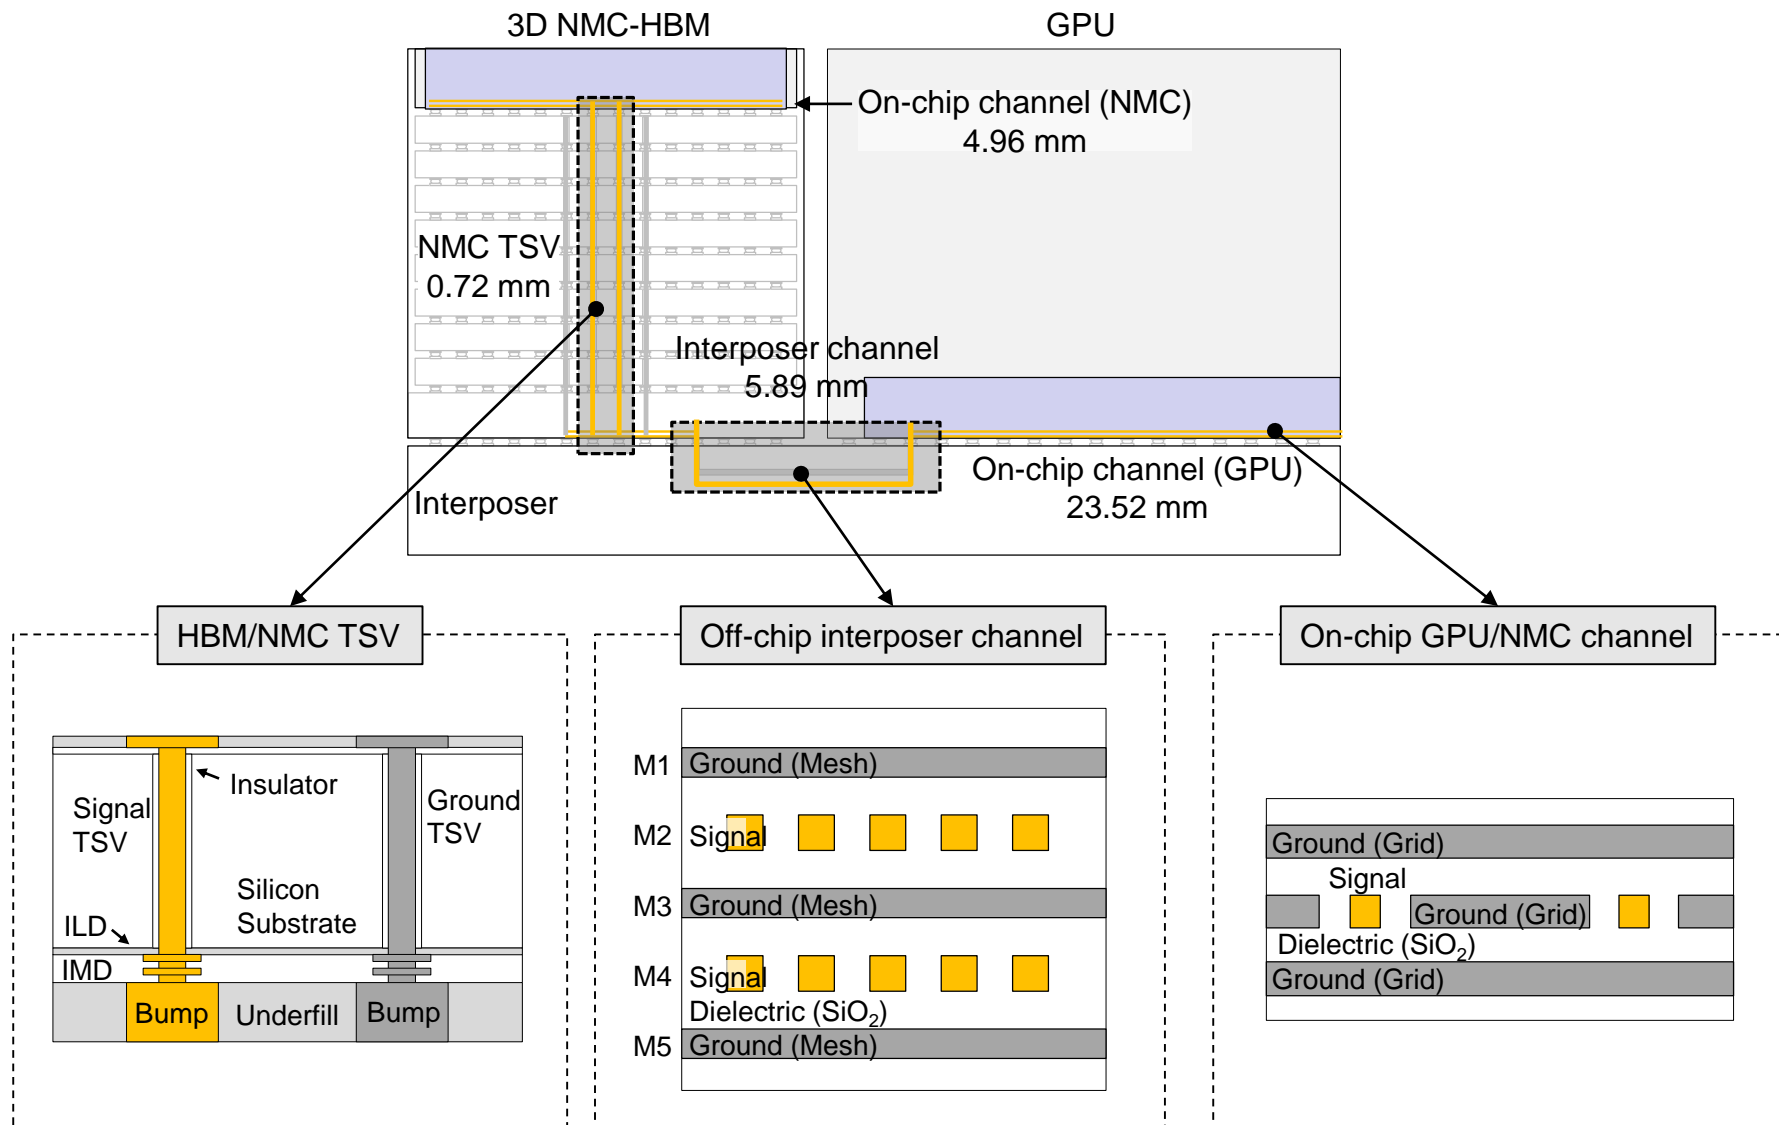 3D NMC-HBM
GPU
On-chip channel (NMC)
4.96 mm
NMC TSV
0.72 mm
Interposer channel
5.89 mm
On-chip channel (GPU)
23.52 mm
Interposer
HBM/NMC TSV
Off-chip interposer channel
On-chip GPU/NMC channel
Insulator
Signal
TSV
Ground
TSV
Silicon
Substrate
ILD
IMD
Bump
Underfill
Bump
M1 Ground (Mesh)
M2 Signal
M3 Ground (Mesh)
M4 Signal
Dielectric (SiO₂)
M5 Ground (Mesh)
Ground (Grid)
Signal
Ground (Grid)
Dielectric (SiO₂)
Ground (Grid)